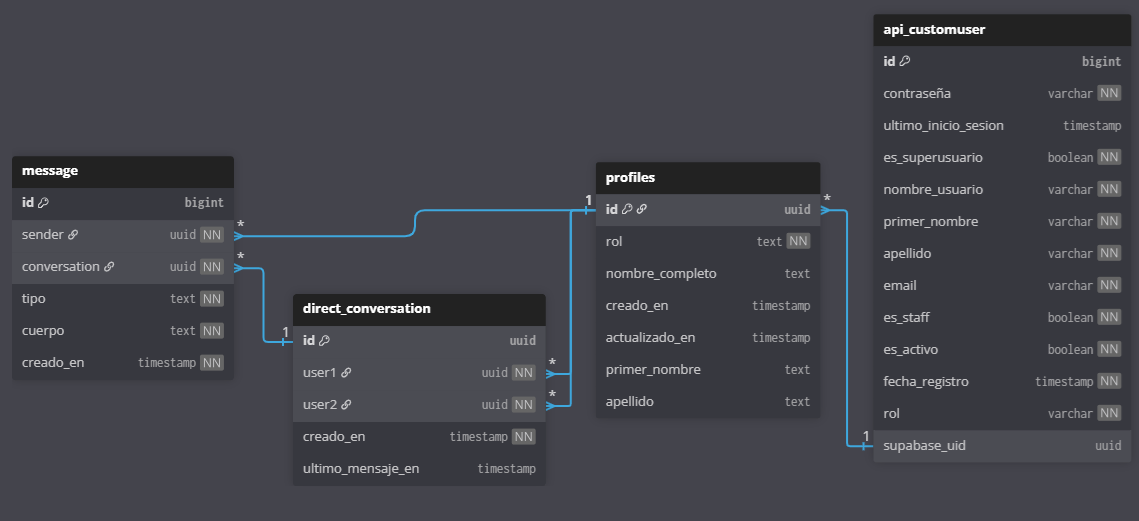 message
id bigint
sender uuid NN
conversation uuid NN
tipo text NN
cuerpo text NN
creado_en timestamp NN
*
*
1
direct_conversation
id uuid
user1 uuid NN
user2 uuid NN
creado_en timestamp NN
ultimo_mensaje_en timestamp
*
*
1
profiles
id uuid
rol text NN
nombre_completo text
creado_en timestamp
actualizado_en timestamp
primer_nombre text
apellido text
*
1
api_customuser
id bigint
contraseña varchar NN
ultimo_inicio_sesion timestamp
es_superusuario boolean NN
nombre_usuario varchar NN
primer_nombre varchar NN
apellido varchar NN
email varchar NN
es_staff boolean NN
es_activo boolean NN
fecha_registro timestamp NN
rol varchar NN
supabase_uid uuid